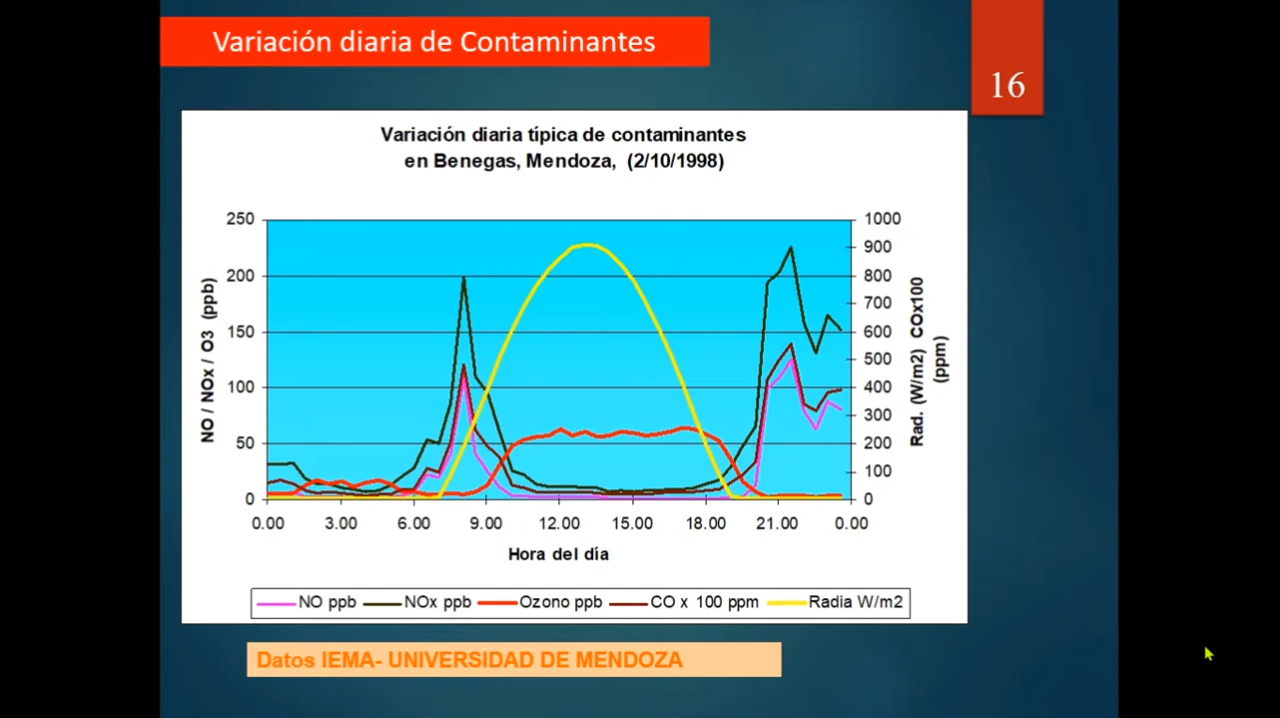 Variación diaria de Contaminantes
16
Variación diaria típica de contaminantes
en Benegas, Mendoza, (2/10/1998)
NO / NOx / O3 (ppb)
250
200
150
100
50
0
1000
900
800
700
600
500
400
300
200
100
0
Rad. (W/m2) COx100
(ppm)
0.00 3.00 6.00 9.00 12.00 15.00 18.00 21.00 0.00
Hora del día
NO ppb NOx ppb Ozono ppb CO x 100 ppm Radia W/m2
Datos IEMA- UNIVERSIDAD DE MENDOZA